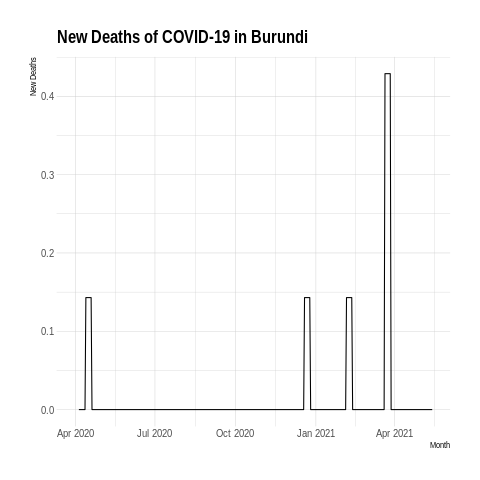 New Deaths of COVID-19 in Burundi
New Deaths
0.4
0.3
0.2
0.1
0.0
Apr 2020 Jul 2020 Oct 2020 Jan 2021 Apr 2021
Month